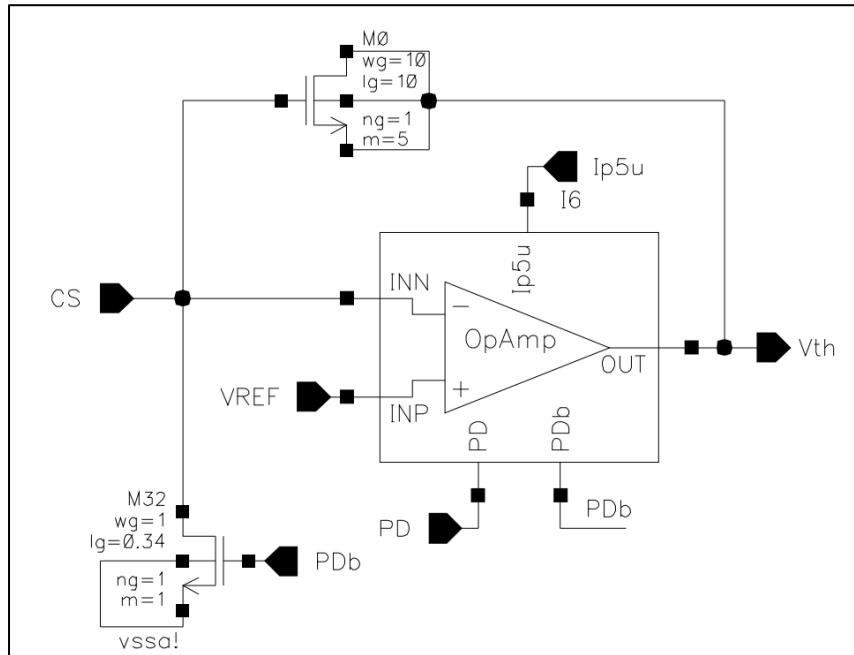 M0
wg=10
lg=10
ng=1
m=5
Ip5u
I6
Ip5u
CS
INN
−
OpAmp
OUT
Vth
VREF
+
INP
PD
PDb
M32
wg=1
lg=0.34
ng=1
m=1
PDb
PD
PDb
vssa!